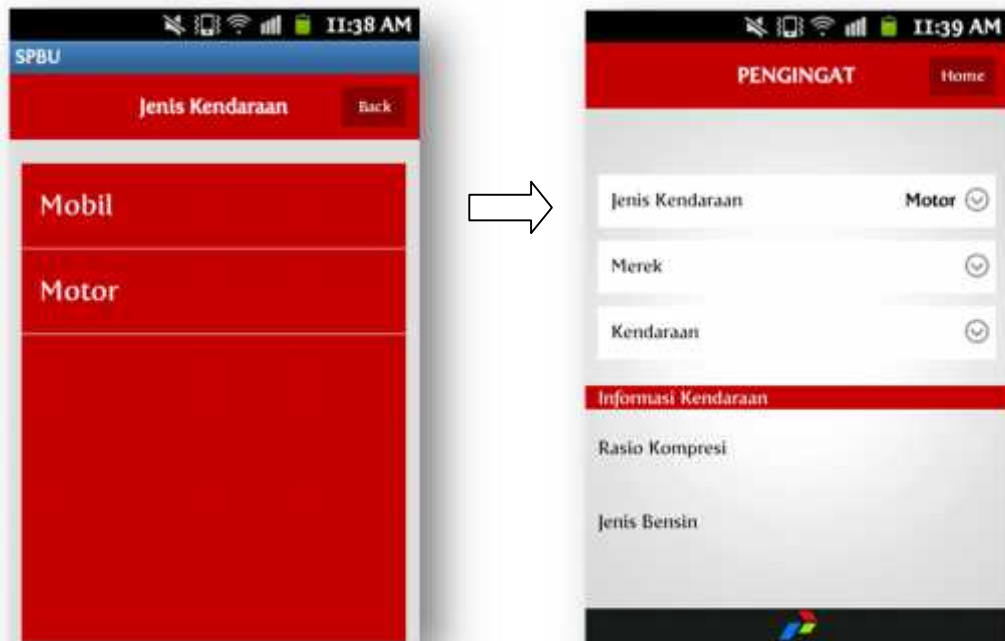 11:38 AM
SPBU
Jenis Kendaraan
Back
Mobil
Motor
11:39 AM
PENGINGAT
Home
Jenis Kendaraan
Motor
Merek
Kendaraan
Informasi Kendaraan
Rasio Kompresi
Jenis Bensin